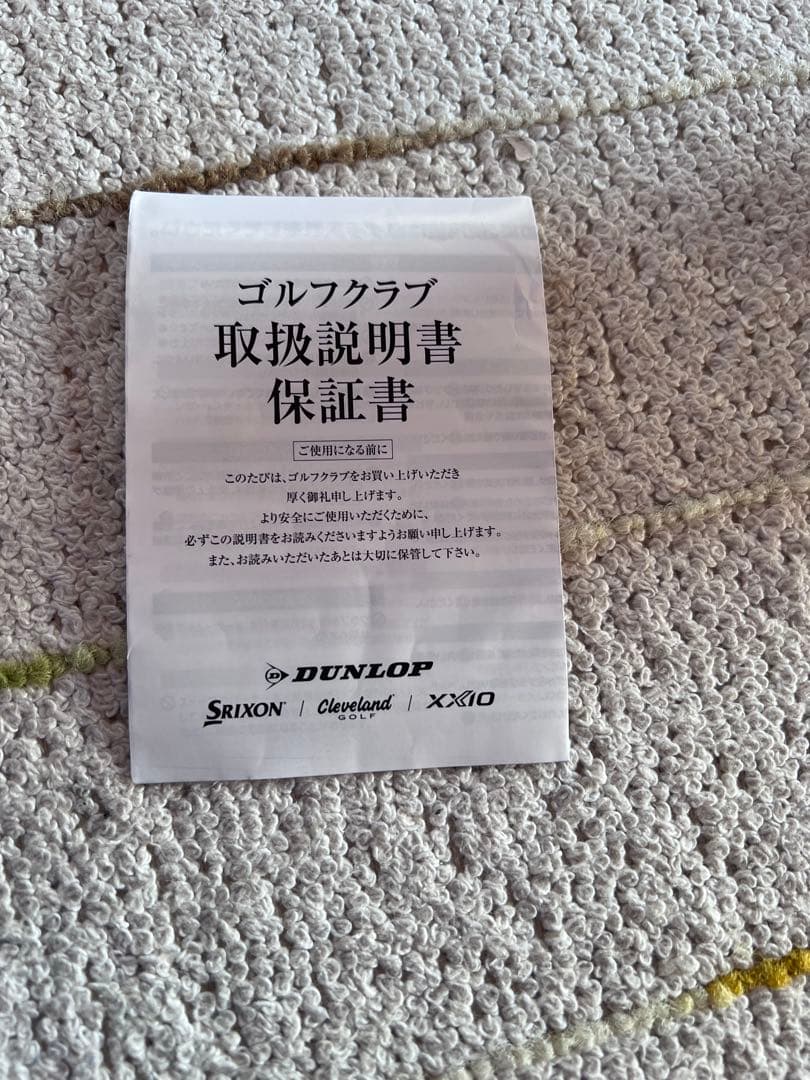 ゴルフクラブ
取扱説明書
保証書
ご使用になる前に
このたびは、ゴルフクラブをお買い上げいただき
厚く御礼申し上げます。
より安全にご使用いただくために、
必ずこの説明書をお読みくださいますようお願い申し上げます。
また、お読みいただいたあとは大切に保管して下さい。
DUNLOP
SRIXON | Cleveland GOLF | XXIO